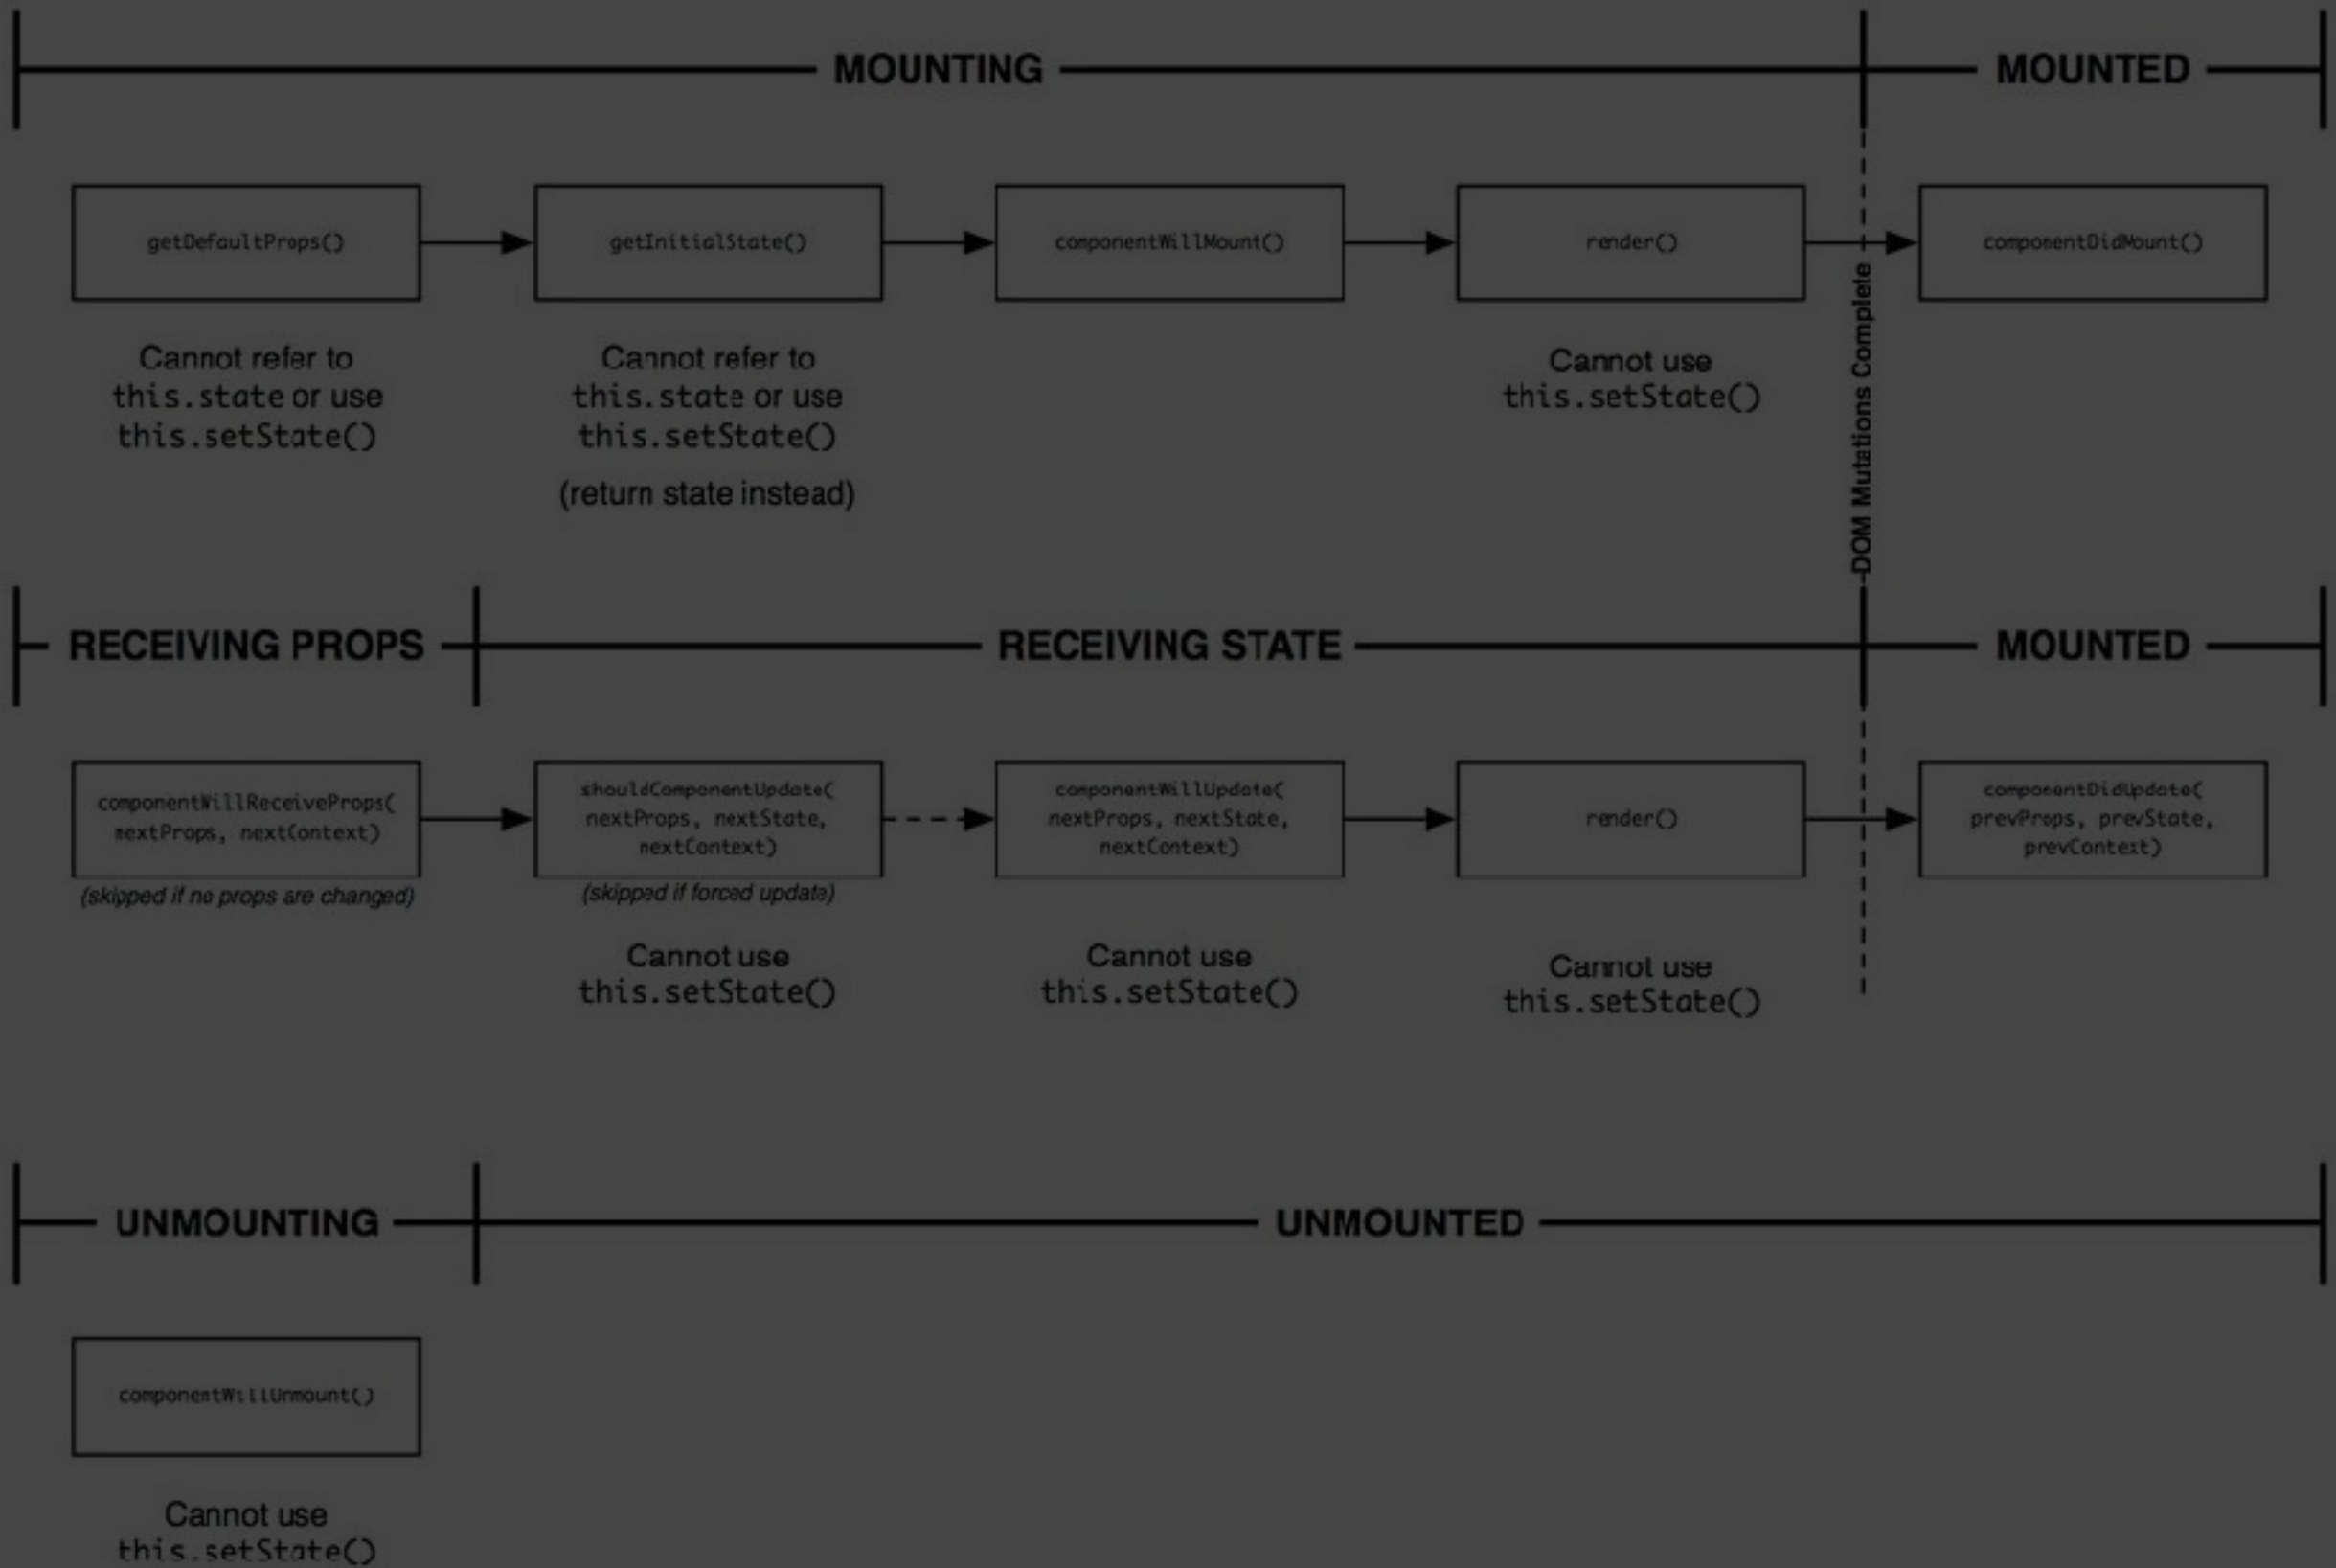 MOUNTING
MOUNTED
getDefaultProps()
getInitialState()
componentWillMount()
render()
componentDidMount()
Cannot refer to
this.state or use
this.setState()
Cannot refer to
this.state or use
this.setState()
(return state instead)
Cannot use
this.setState()
DOM Mutations Complete
RECEIVING PROPS
RECEIVING STATE
MOUNTED
componentWillReceiveProps(
nextProps, nextContext)
(skipped if no props are changed)
shouldComponentUpdate(
nextProps, nextState,
nextContext)
(skipped if forced update)
componentWillUpdate(
nextProps, nextState,
nextContext)
render()
componentDidUpdate(
prevProps, prevState,
prevContext)
Cannot use
this.setState()
Cannot use
this.setState()
Cannot use
this.setState()
UNMOUNTING
UNMOUNTED
componentWillUnmount()
Cannot use
this.setState()